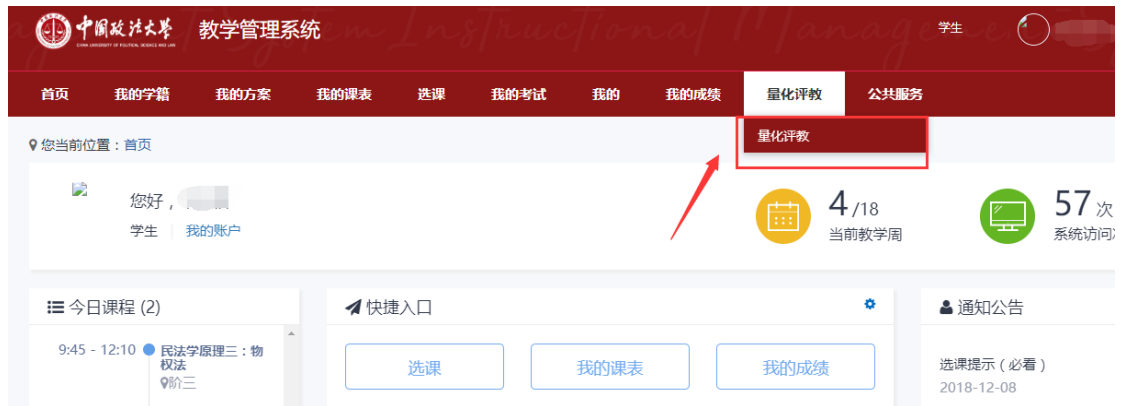 中国政法大学 教学管理系统
CHINA UNIVERSITY OF POLITICAL SCIENCE AND LAW
学生
首页 我的学籍 我的方案 我的课表 选课 我的考试 我的 我的成绩 量化评教 公共服务
量化评教
您当前位置：首页
您好，
学生 我的账户
4 /18
当前教学周
57 次
系统访问
今日课程 (2)
9:45 - 12:10 民法学原理三：物
权法
阶三
快捷入口
选课 我的课表 我的成绩
通知公告
选课提示（必看）
2018-12-08